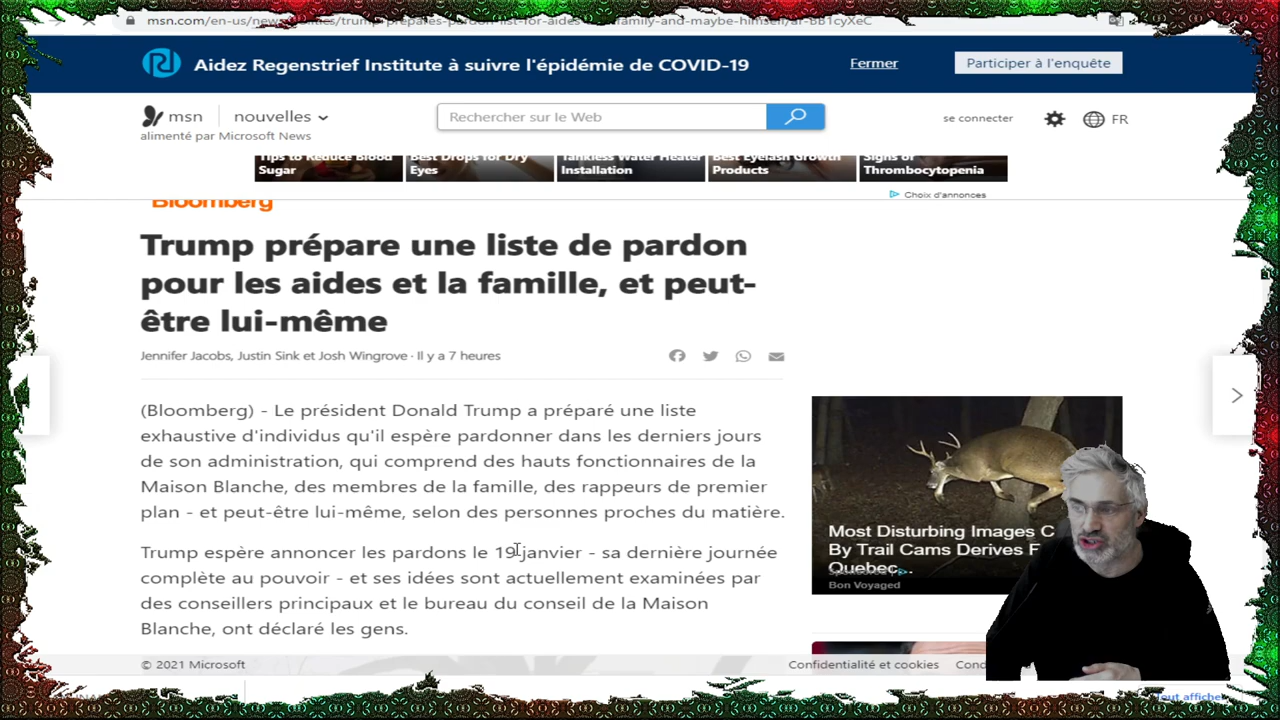 msn.com/en-us/news/politics/trump-prepares-pardon-list-for-aides-and-family-and-maybe-himself/ar-BB1cyXeC
Aidez Regenstrief Institute à suivre l'épidémie de COVID-19
Fermer
Participer à l'enquête
msn
nouvelles
alimenté par Microsoft News
Rechercher sur le Web
se connecter
FR
Tips to Reduce Blood Sugar
Best Drops for Dry Eyes
Tankless Water Heater Installation
Best Eyelash Growth Products
Signs of Thrombocytopenia
Choix d'annonces
Bloomberg
Trump prépare une liste de pardon
pour les aides et la famille, et peut-
être lui-même
Jennifer Jacobs, Justin Sink et Josh Wingrove · Il y a 7 heures
(Bloomberg) - Le président Donald Trump a préparé une liste
exhaustive d'individus qu'il espère pardonner dans les derniers jours
de son administration, qui comprend des hauts fonctionnaires de la
Maison Blanche, des membres de la famille, des rappeurs de premier
plan - et peut-être lui-même, selon des personnes proches du matière.
Trump espère annoncer les pardons le 19 janvier - sa dernière journée
complète au pouvoir - et ses idées sont actuellement examinées par
des conseillers principaux et le bureau du conseil de la Maison
Blanche, ont déclaré les gens.
Most Disturbing Images C
By Trail Cams Derives F
Quebec...
Bon Voyaged
© 2021 Microsoft
Confidentialité et cookies
Cond